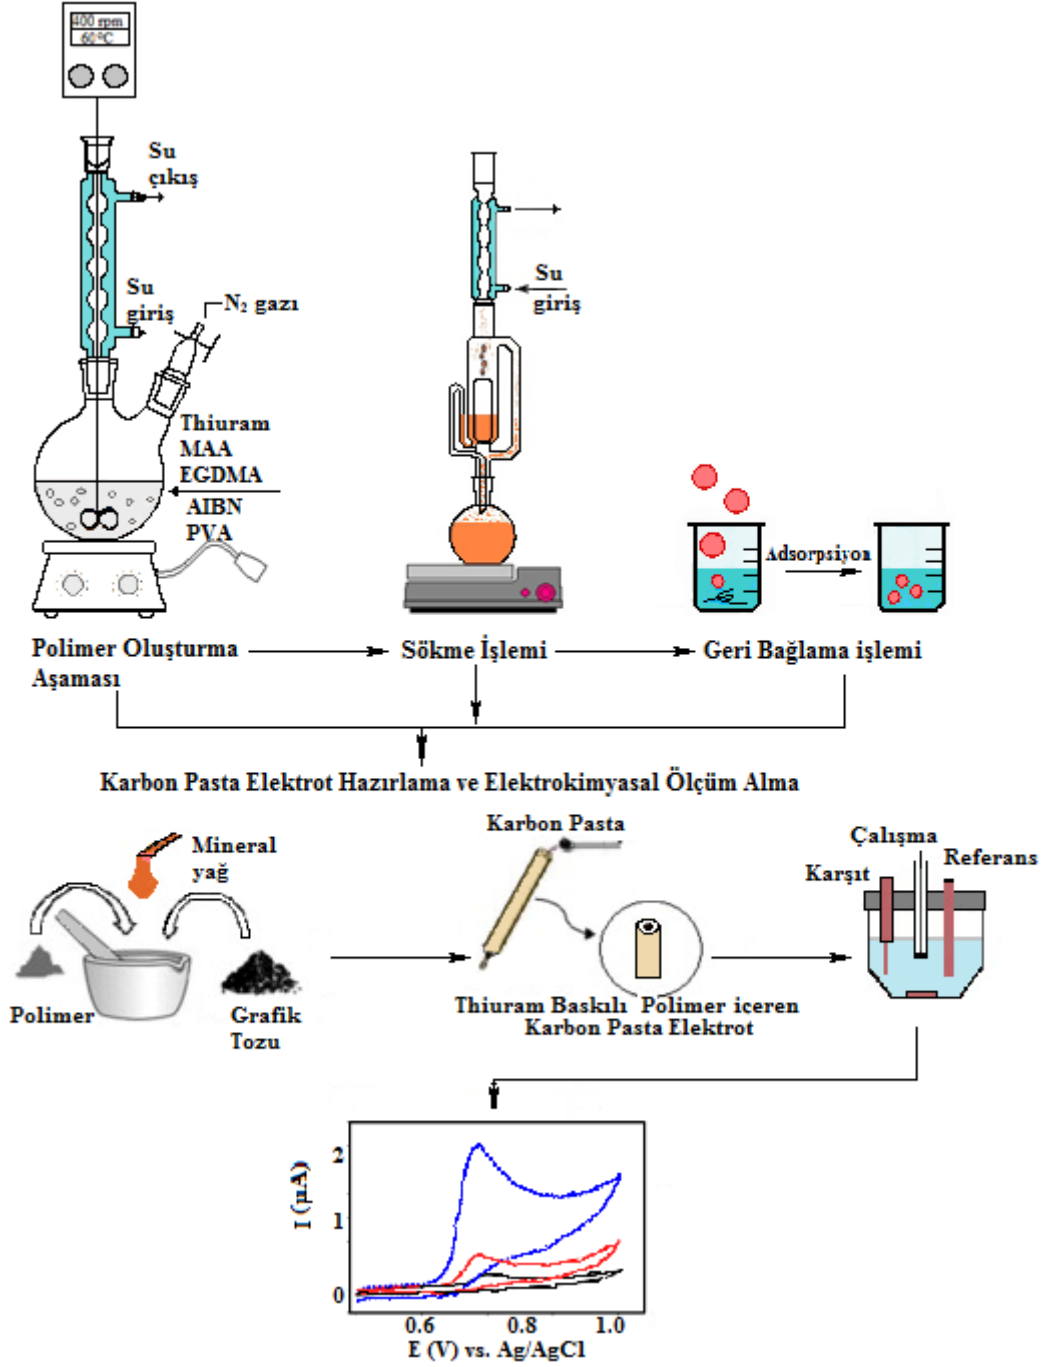 400 rpm
60°C
Su
çıkış
Su
giriş
N₂ gazı
Thiuram
MAA
EGDMA
AIBN
PVA
Su
giriş
Adsorpsiyon
Polimer Oluşturma
Aşaması
Sökme İşlemi
Geri Bağlama işlemi
Karbon Pasta Elektrot Hazırlama ve Elektrokimyasal Ölçüm Alma
Mineral
yağ
Polimer
Grafik
Tozu
Karbon Pasta
Thiuram Baskılı Polimer iceren
Karbon Pasta Elektrot
Çalışma
Karşıt
Referans
I (µA)
2
1
0
0.6 0.8 1.0
E (V) vs. Ag/AgCl